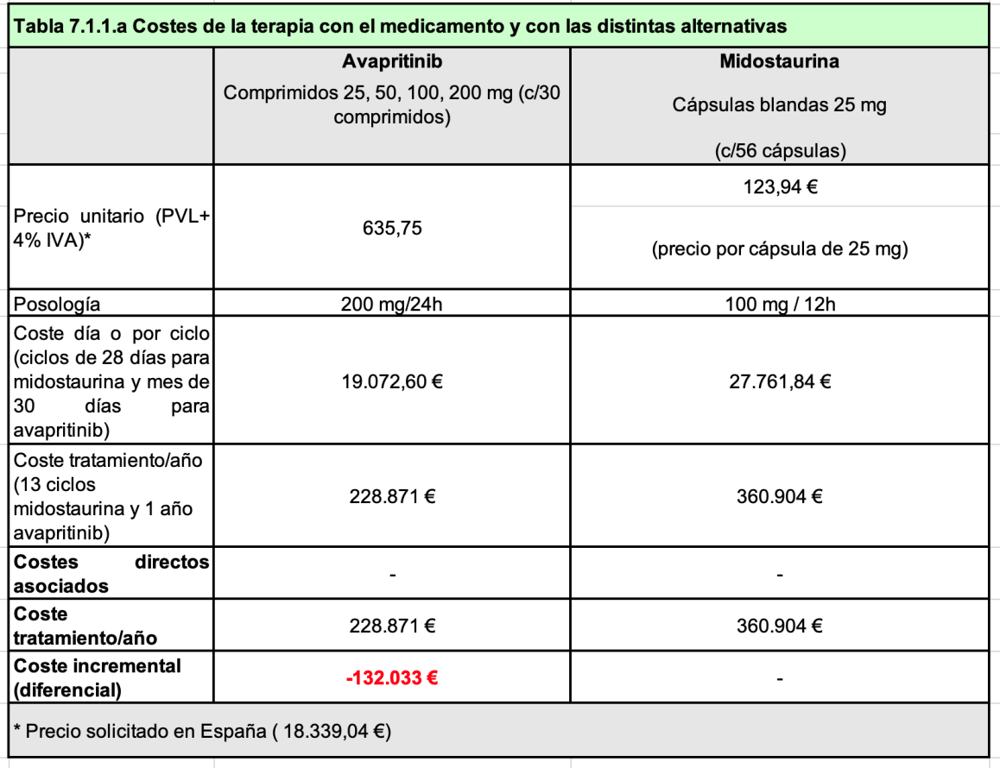 Tabla 7.1.1.a Costes de la terapia con el medicamento y con las distintas alternativas
Avapritinib
Comprimidos 25, 50, 100, 200 mg (c/30
comprimidos)
Midostaurina
Cápsulas blandas 25 mg
(c/56 cápsulas)
Precio unitario (PVL+
4% IVA)*
635,75
123,94 €
(precio por cápsula de 25 mg)
Posología
200 mg/24h
100 mg / 12h
Coste día o por ciclo
(ciclos de 28 días para
midostaurina y mes de
30 días para
avapritinib)
19.072,60 €
27.761,84 €
Coste tratamiento/año
(13 ciclos
midostaurina y 1 año
avapritinib)
228.871 €
360.904 €
Costes directos
asociados
-
-
Coste
tratamiento/año
228.871 €
360.904 €
Coste incremental
(diferencial)
-132.033 €
-
* Precio solicitado en España ( 18.339,04 €)